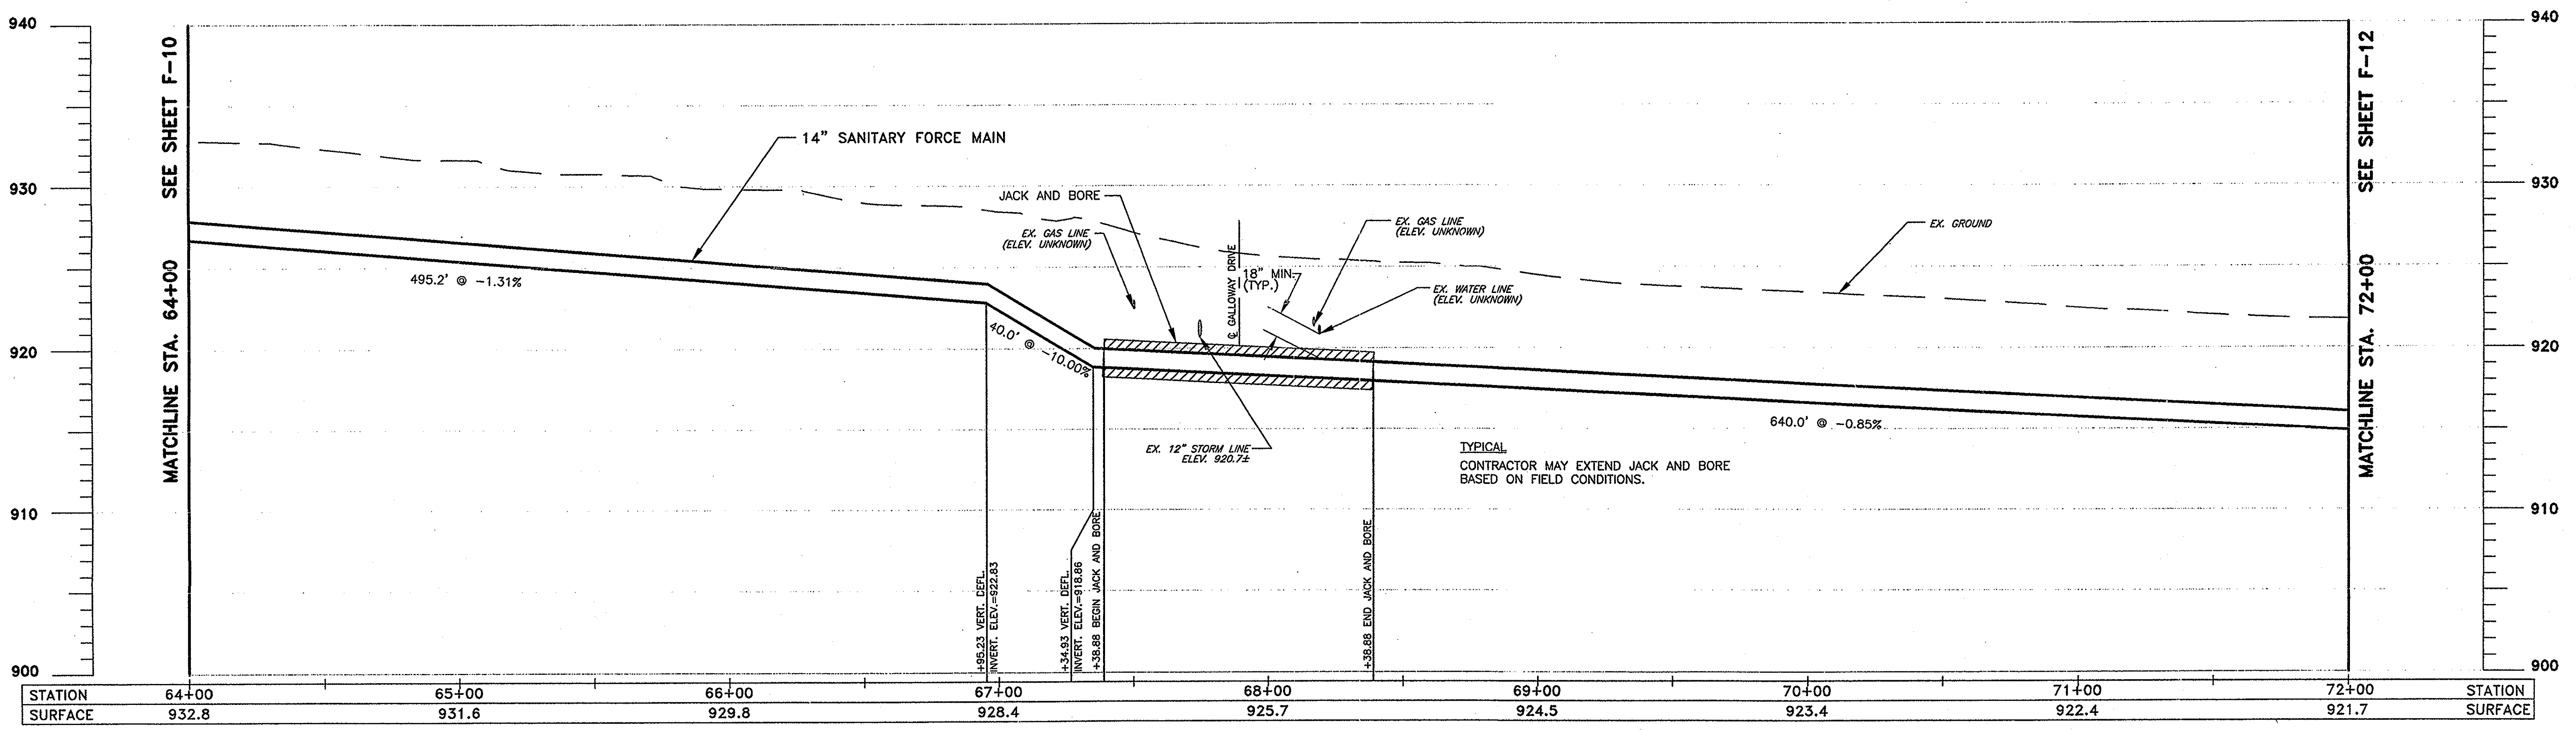 940
940
930
930
920
920
910
910
900
900
MATCHLINE STA. 64+00 SEE SHEET F-10
MATCHLINE STA. 72+00 SEE SHEET F-12
14" SANITARY FORCE MAIN
JACK AND BORE
EX. GAS LINE
(ELEV. UNKNOWN)
℄ GALLOWAY DRIVE
18" MIN.
(TYP.)
EX. GAS LINE
(ELEV. UNKNOWN)
EX. WATER LINE
(ELEV. UNKNOWN)
EX. GROUND
495.2' @ -1.31%
40.0' @ -10.00%
640.0' @ -0.85%
EX. 12" STORM LINE
ELEV. 920.7±
TYPICAL
CONTRACTOR MAY EXTEND JACK AND BORE
BASED ON FIELD CONDITIONS.
+95.23 VERT. DEFL.
INVERT. ELEV.=922.83
+34.93 VERT. DEFL.
INVERT. ELEV.=918.86
+38.88 BEGIN JACK AND BORE
+38.88 END JACK AND BORE
STATION 64+00 65+00 66+00 67+00 68+00 69+00 70+00 71+00 72+00 STATION
SURFACE 932.8 931.6 929.8 928.4 925.7 924.5 923.4 922.4 921.7 SURFACE